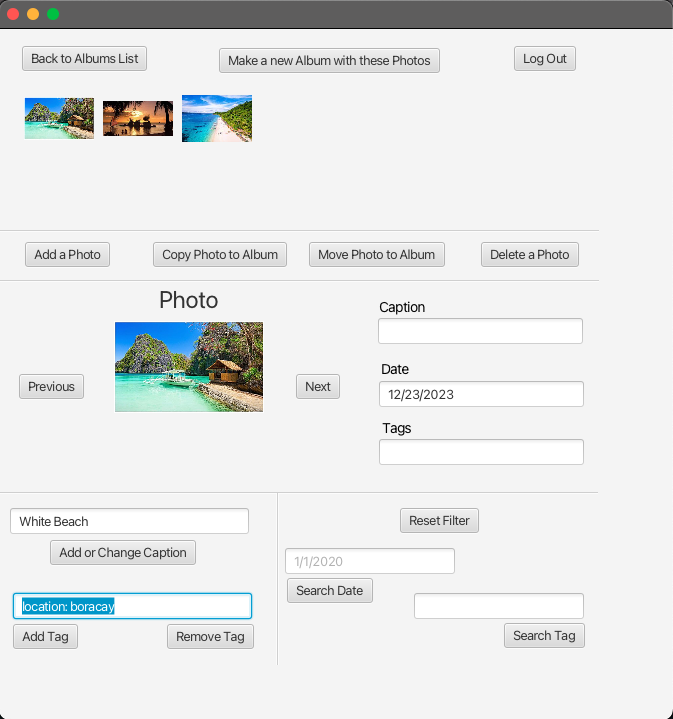 Back to Albums List
Make a new Album with these Photos
Log Out
Add a Photo
Copy Photo to Album
Move Photo to Album
Delete a Photo
Photo
Previous
Next
Caption
Date
12/23/2023
Tags
White Beach
Add or Change Caption
location: boracay
Add Tag
Remove Tag
Reset Filter
1/1/2020
Search Date
Search Tag